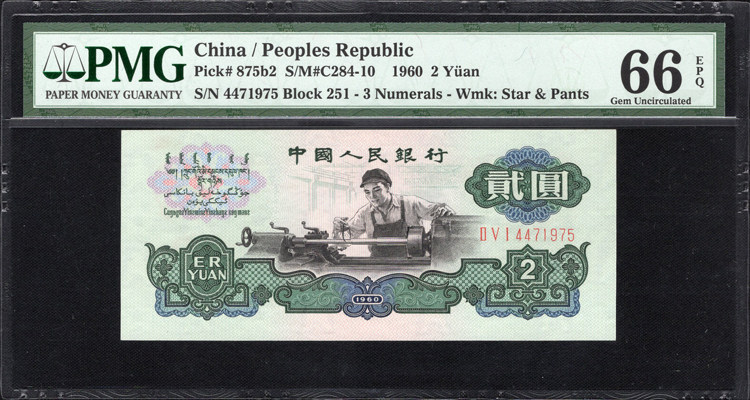 PMG
PAPER MONEY GUARANTY
China / Peoples Republic
Pick# 875b2 S/M#C284-10 1960 2 Yüan
S/N 4471975 Block 251 - 3 Numerals - Wmk: Star & Pants
66
EPQ
Gem Uncirculated
中國人民銀行
貳圓
DVI 4471975
ER
YUAN
1960
2